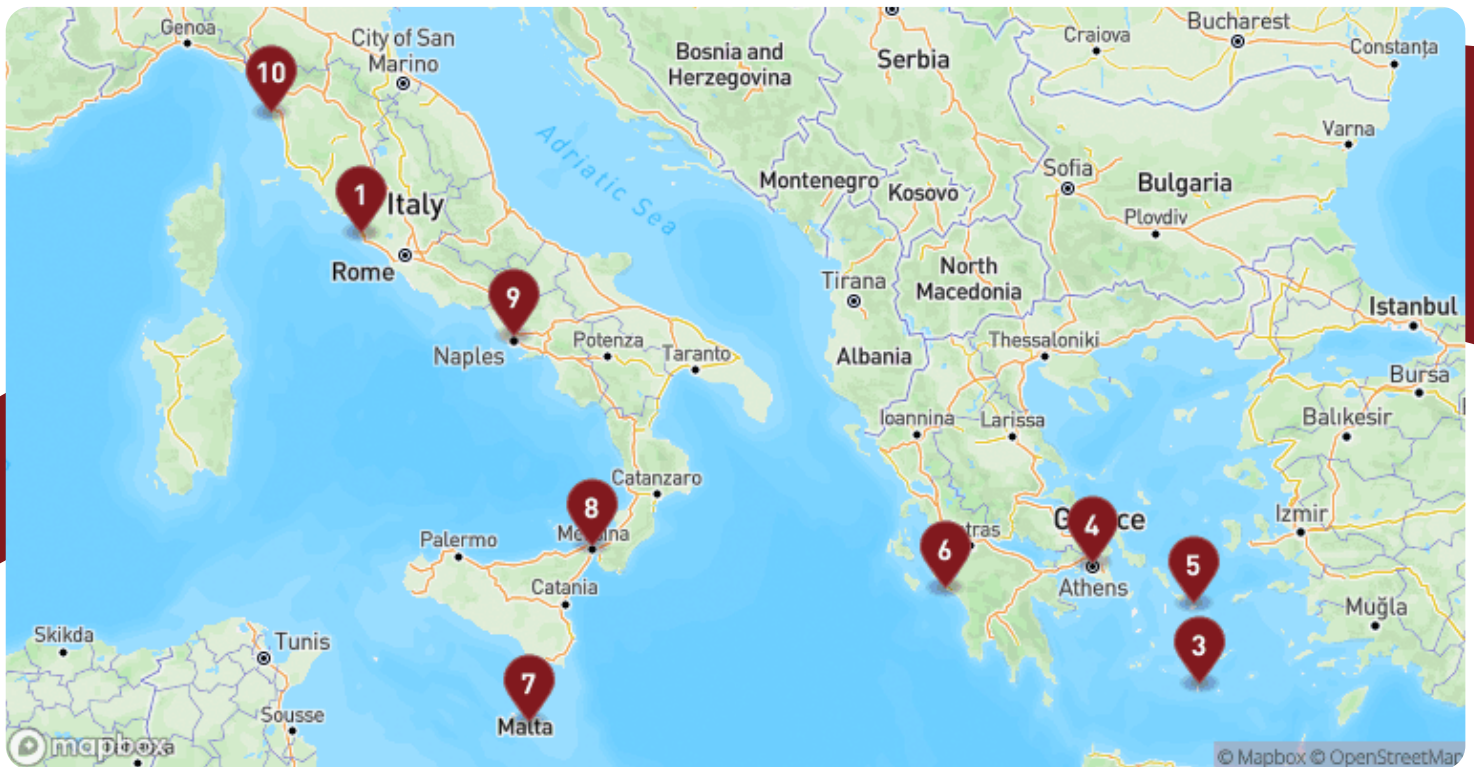 Genoa
City of San
Marino
Bosnia and
Herzegovina
Serbia
Craiova
Bucharest
Constanța
10
Varna
Adriatic Sea
Montenegro
Kosovo
Sofia
Bulgaria
1
Italy
Plovdiv
Rome
Tirana
North
Macedonia
9
Istanbul
Naples
Potenza
Taranto
Albania
Thessaloniki
Bursa
Ioannina
Larissa
Balıkesir
Catanzaro
8
Palermo
6
4
Izmir
5
Catania
Athens
Muğla
Skikda
Tunis
3
7
Sousse
Malta
mapbox
© Mapbox © OpenStreetMap